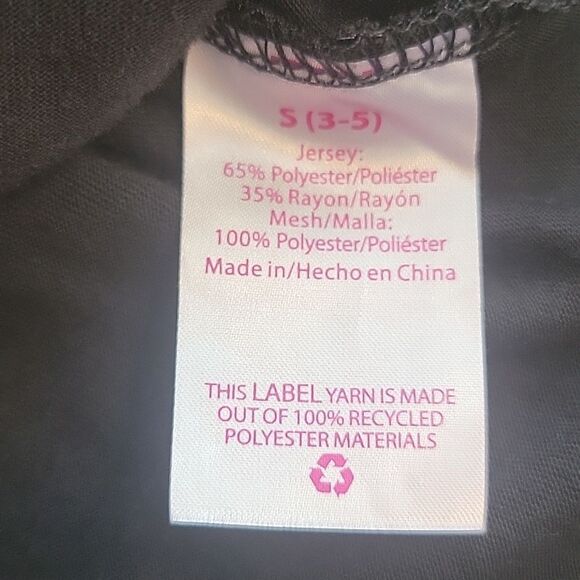 S (3-5)
Jersey:
65% Polyester/Poliéster
35% Rayon/Rayón
Mesh/Malla:
100% Polyester/Poliéster
Made in/Hecho en China
THIS LABEL YARN IS MADE
OUT OF 100% RECYCLED
POLYESTER MATERIALS